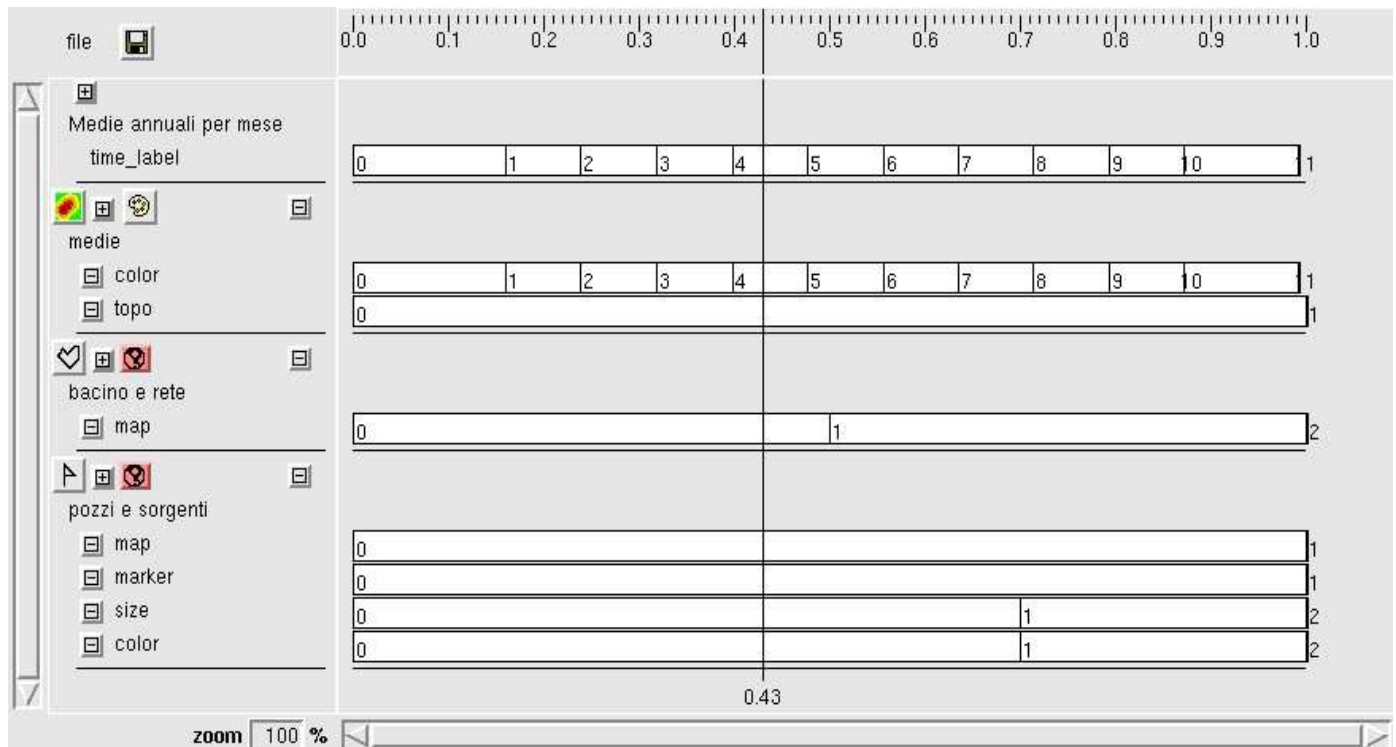 file
0.0 0.1 0.2 0.3 0.4 0.5 0.6 0.7 0.8 0.9 1.0
Medie annuali per mese
time_label 0 1 2 3 4 5 6 7 8 9 10 11
medie
color 0 1 2 3 4 5 6 7 8 9 10 11
topo 0 1
bacino e rete
map 0 1 2
pozzi e sorgenti
map 0 1
marker 0 1
size 0 1 2
color 0 1 2
0.43
zoom 100 %